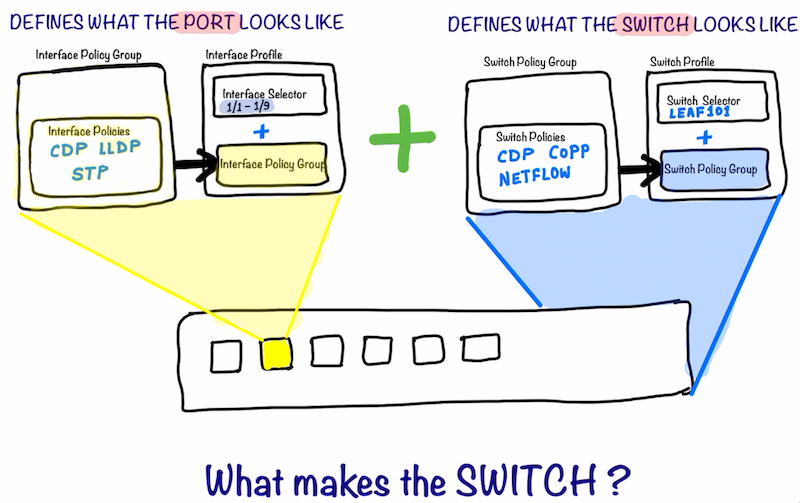 DEFINES WHAT THE PORT LOOKS LIKE
Interface Policy Group
Interface Profile
Interface Selector
1/1 - 1/9
+
Interface Policies
CDP LLDP
STP
Interface Policy Group
+
DEFINES WHAT THE SWITCH LOOKS LIKE
Switch Policy Group
Switch Profile
Switch Selector
LEAF101
+
Switch Policies
CDP COPP
NETFLOW
Switch Policy Group
What makes the SWITCH ?